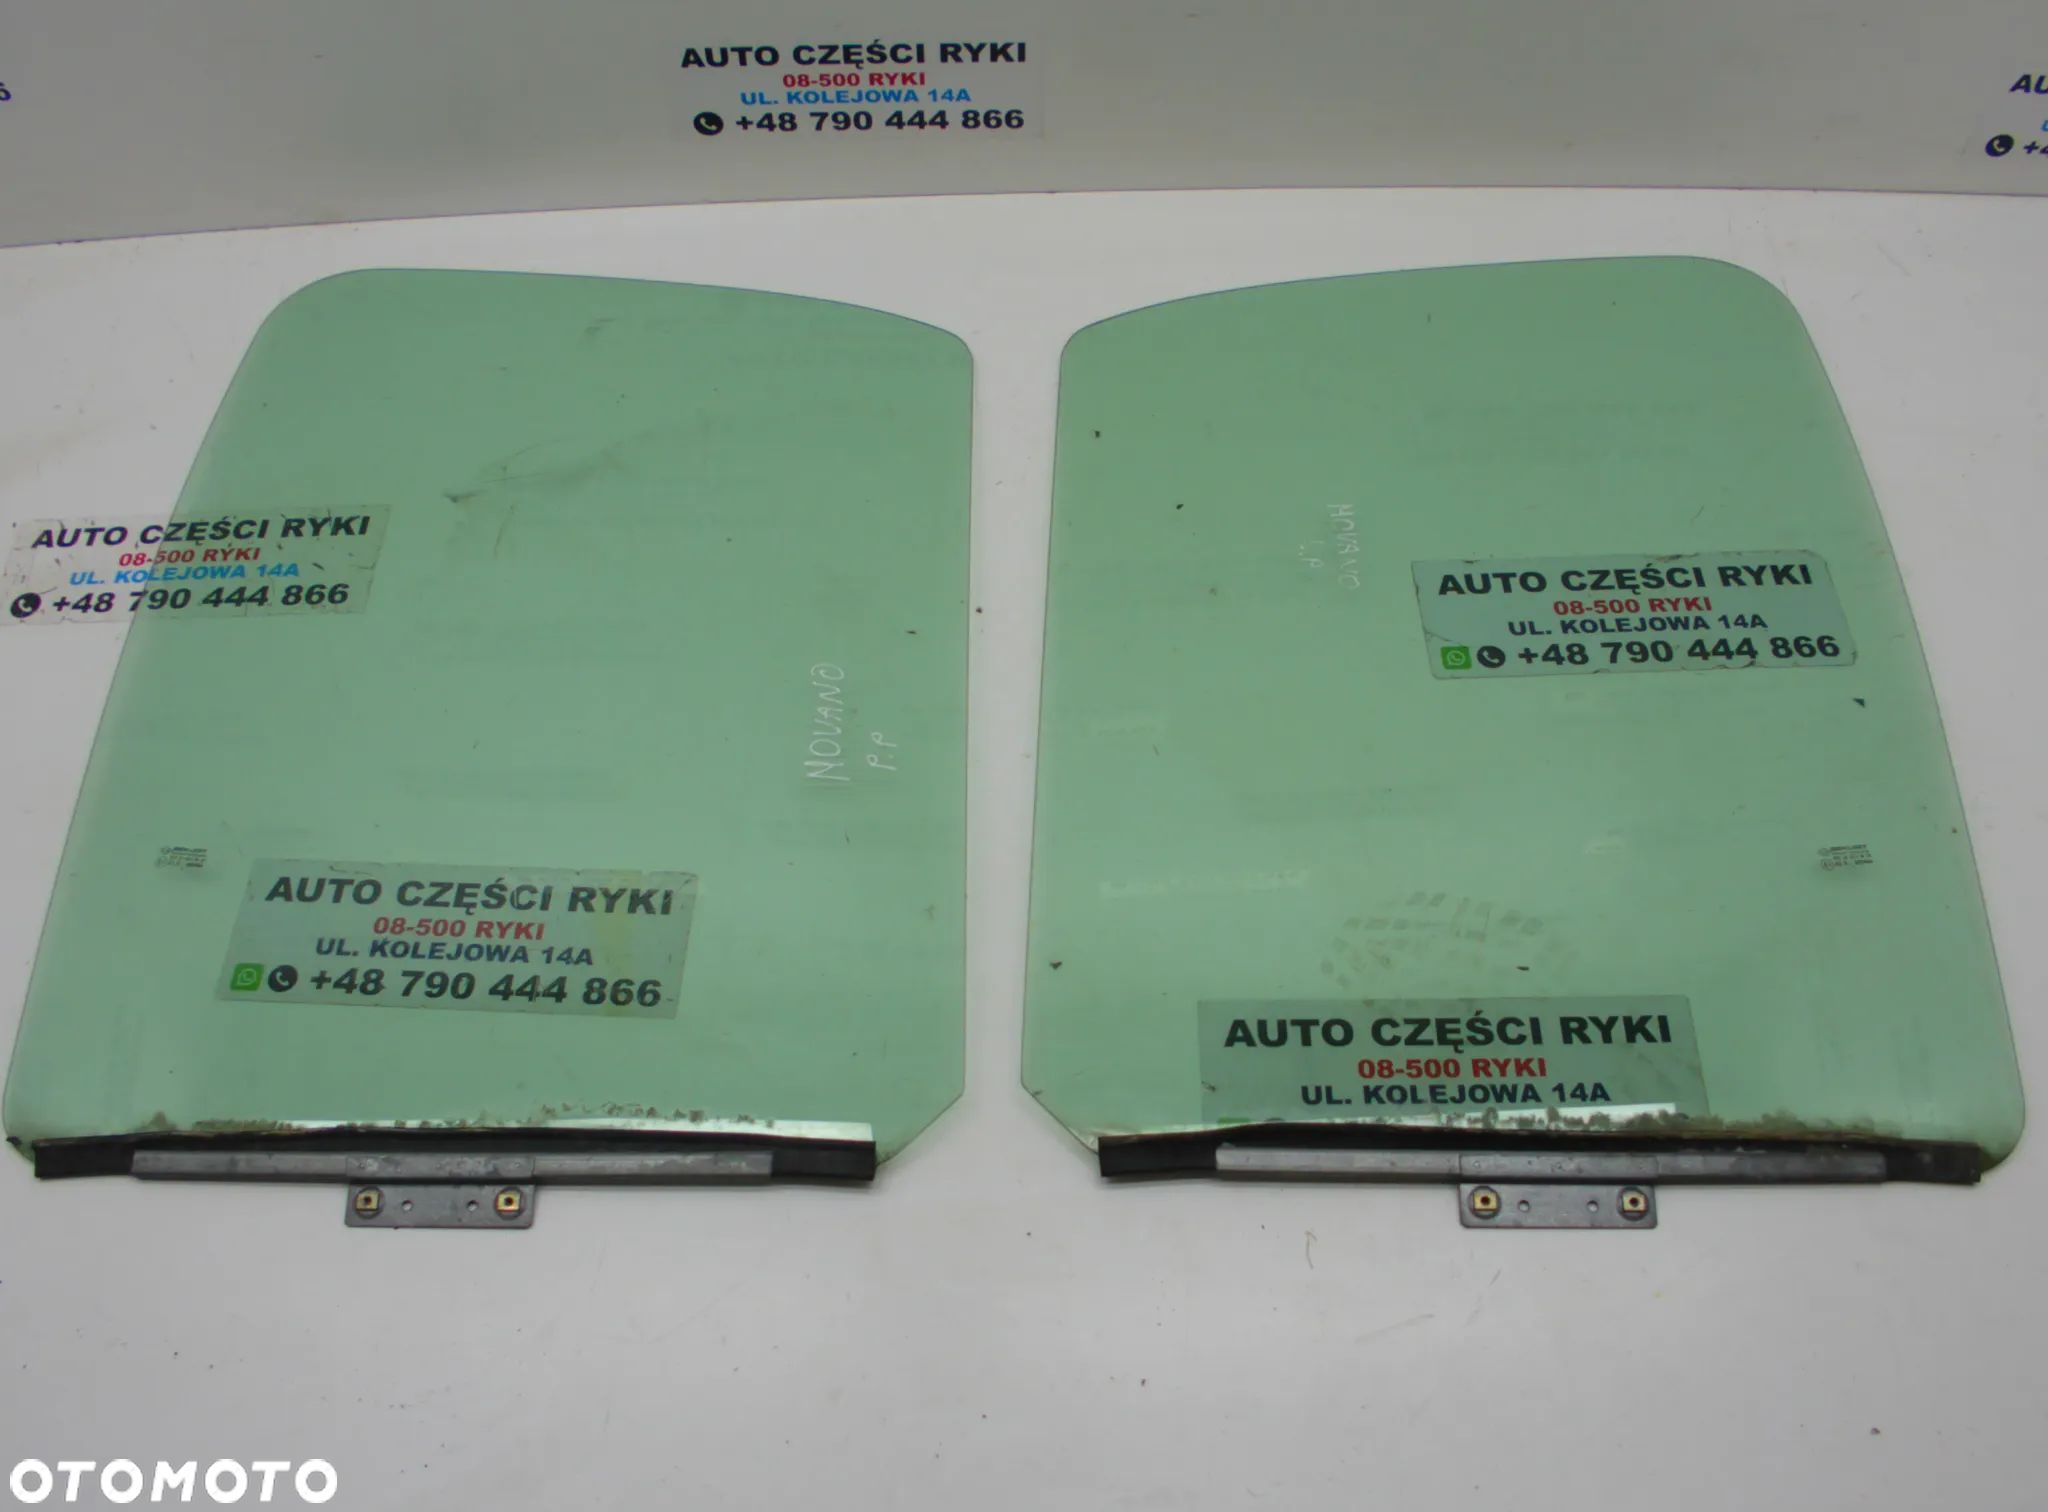 AUTO CZĘŚCI RYKI
08-500 RYKI
UL. KOLEJOWA 14A
+48 790 444 866
6
AU
+4
AUTO CZĘŚCI RYKI
08-500 RYKI
UL. KOLEJOWA 14A
+48 790 444 866
NOVANO
L.P
AUTO CZĘŚCI RYKI
08-500 RYKI
UL. KOLEJOWA 14A
+48 790 444 866
NOVANO
P.P
AUTO CZĘŚCI RYKI
08-500 RYKI
UL. KOLEJOWA 14A
+48 790 444 866
AUTO CZĘŚCI RYKI
08-500 RYKI
UL. KOLEJOWA 14A
OTOMOTO